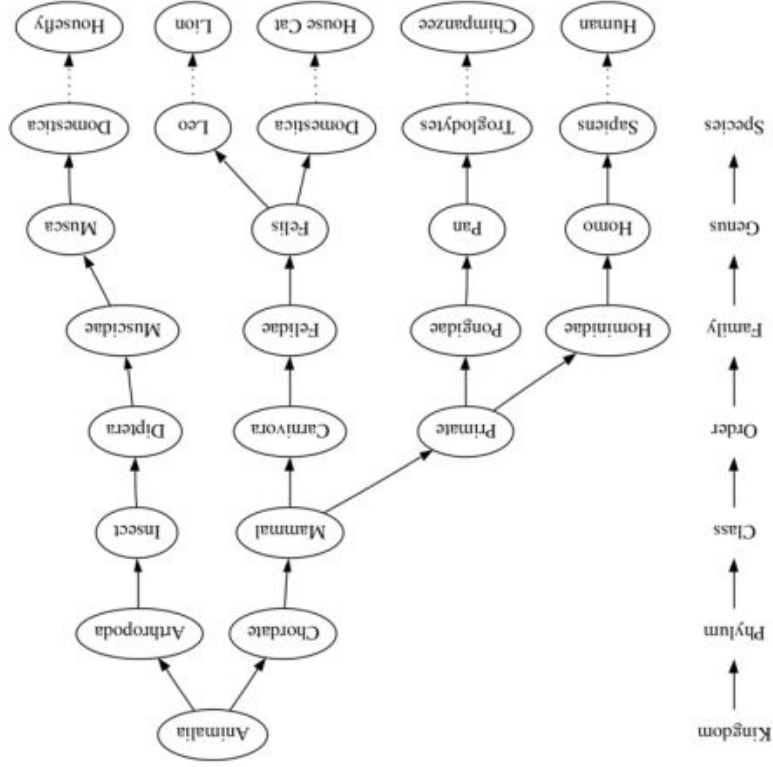 Kingdom Animalia
Phylum Chordate Arthropoda
Class Mammal Insect
Order Primate Carnivora Diptera
Family Hominidae Pongidae Felidae Muscidae
Genus Homo Pan Felis Musca
Species Sapiens Troglodytes Domestica Leo Domestica
Human Chimpanzee House Cat Lion Housefly